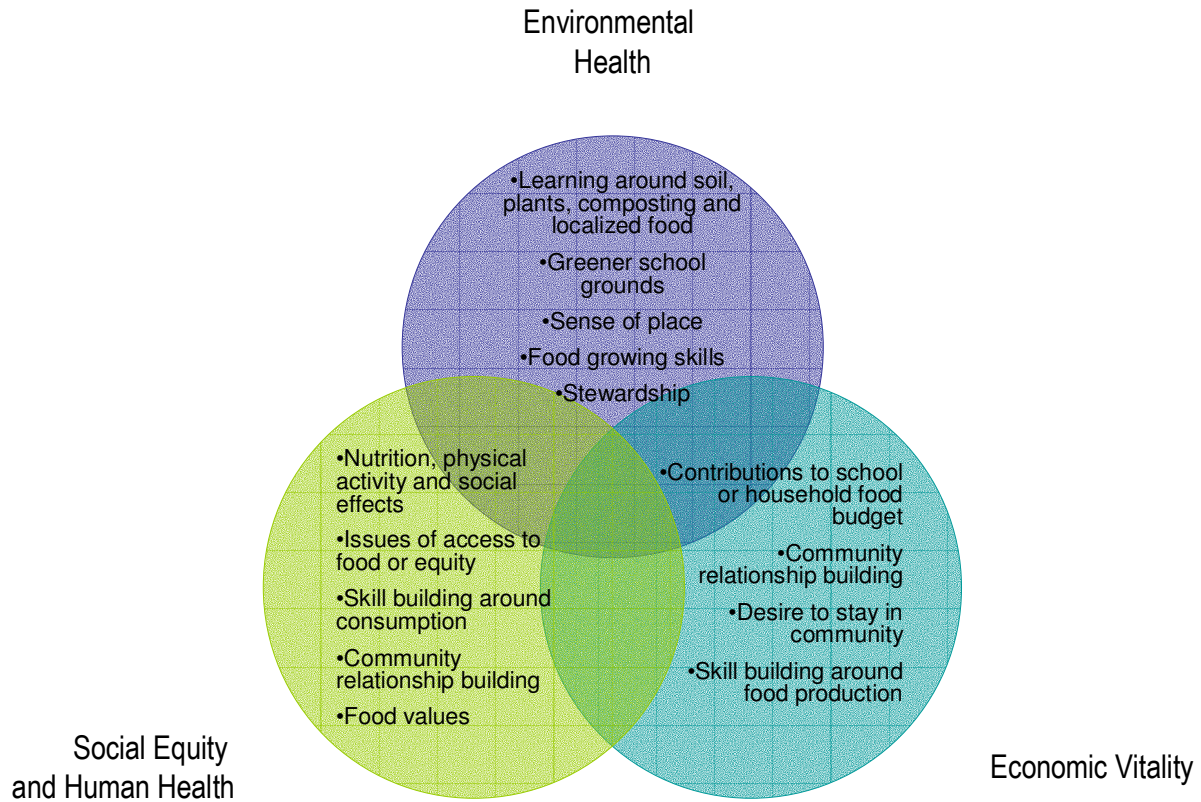 Environmental
Health
•Learning around soil,
plants, composting and
localized food
•Greener school
grounds
•Sense of place
•Food growing skills
•Stewardship
•Nutrition, physical
activity and social
effects
•Issues of access to
food or equity
•Skill building around
consumption
•Community
relationship building
•Food values
•Contributions to school
or household food
budget
•Community
relationship building
•Desire to stay in
community
•Skill building around
food production
Social Equity
and Human Health
Economic Vitality